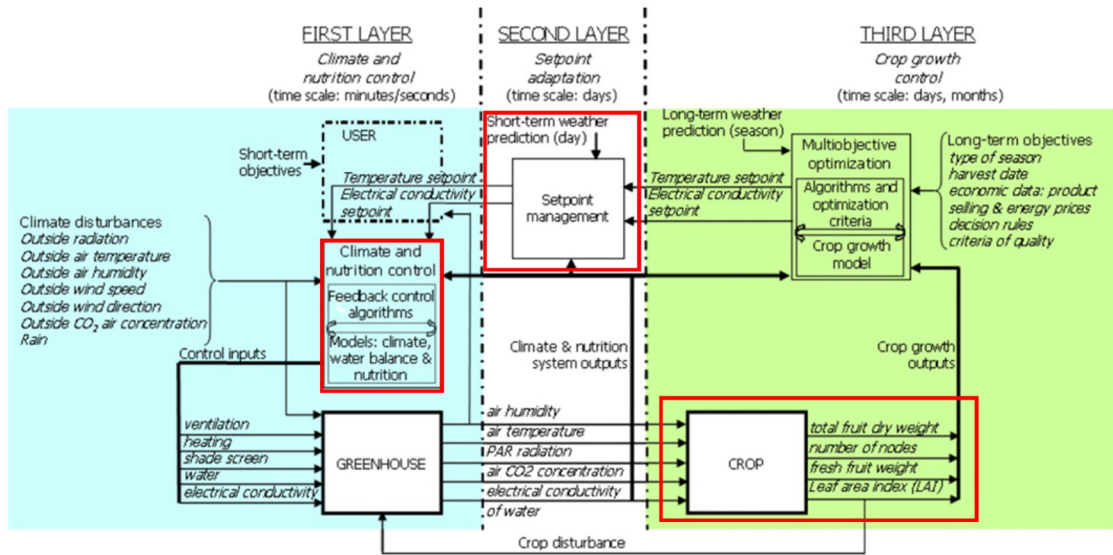 FIRST LAYER
Climate and
nutrition control
(time scale: minutes/seconds)
SECOND LAYER
Setpoint
adaptation
(time scale: days)
THIRD LAYER
Crop growth
control
(time scale: days, months)
USER
Short-term
objectives
Short-term weather
prediction (day)
Long-term weather
prediction (season)
Multiobjective
optimization
Algorithms and
optimization
criteria
Crop growth
model
Long-term objectives
type of season
harvest date
economic data: product
selling & energy prices
decision rules
criteria of quality
Temperature setpoint
Electrical conductivity
setpoint
Setpoint
management
Temperature setpoint
Electrical conductivity
setpoint
Climate disturbances
Outside radiation
Outside air temperature
Outside air humidity
Outside wind speed
Outside wind direction
Outside CO2 air concentration
Rain
Climate and
nutrition control
Feedback control
algorithms
Models: climate,
water balance &
nutrition
Control inputs
Climate & nutrition
system outputs
Crop growth
outputs
ventilation
heating
shade screen
water
electrical conductivity
GREENHOUSE
air humidity
air temperature
PAR radiation
air CO2 concentration
electrical conductivity
of water
CROP
total fruit dry weight
number of nodes
fresh fruit weight
Leaf area index (LAI)
Crop disturbance